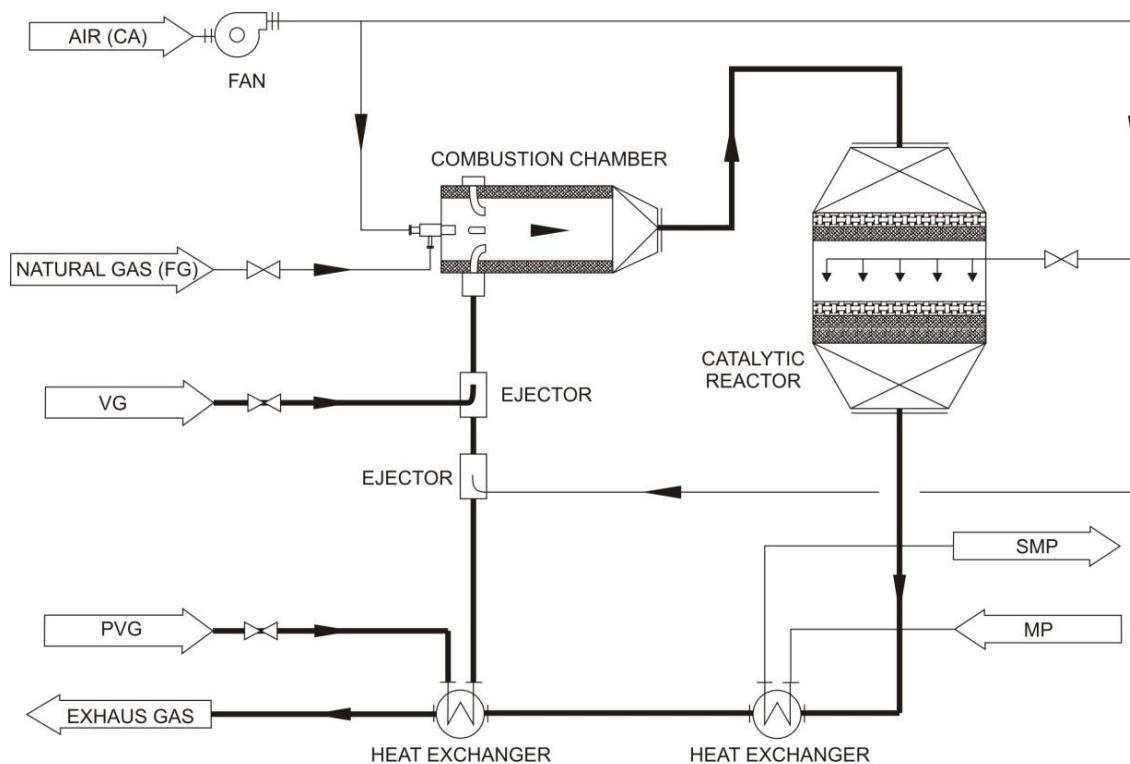 AIR (CA)
FAN
COMBUSTION CHAMBER
NATURAL GAS (FG)
CATALYTIC
REACTOR
VG
EJECTOR
EJECTOR
SMP
PVG
MP
EXHAUS GAS
HEAT EXCHANGER
HEAT EXCHANGER